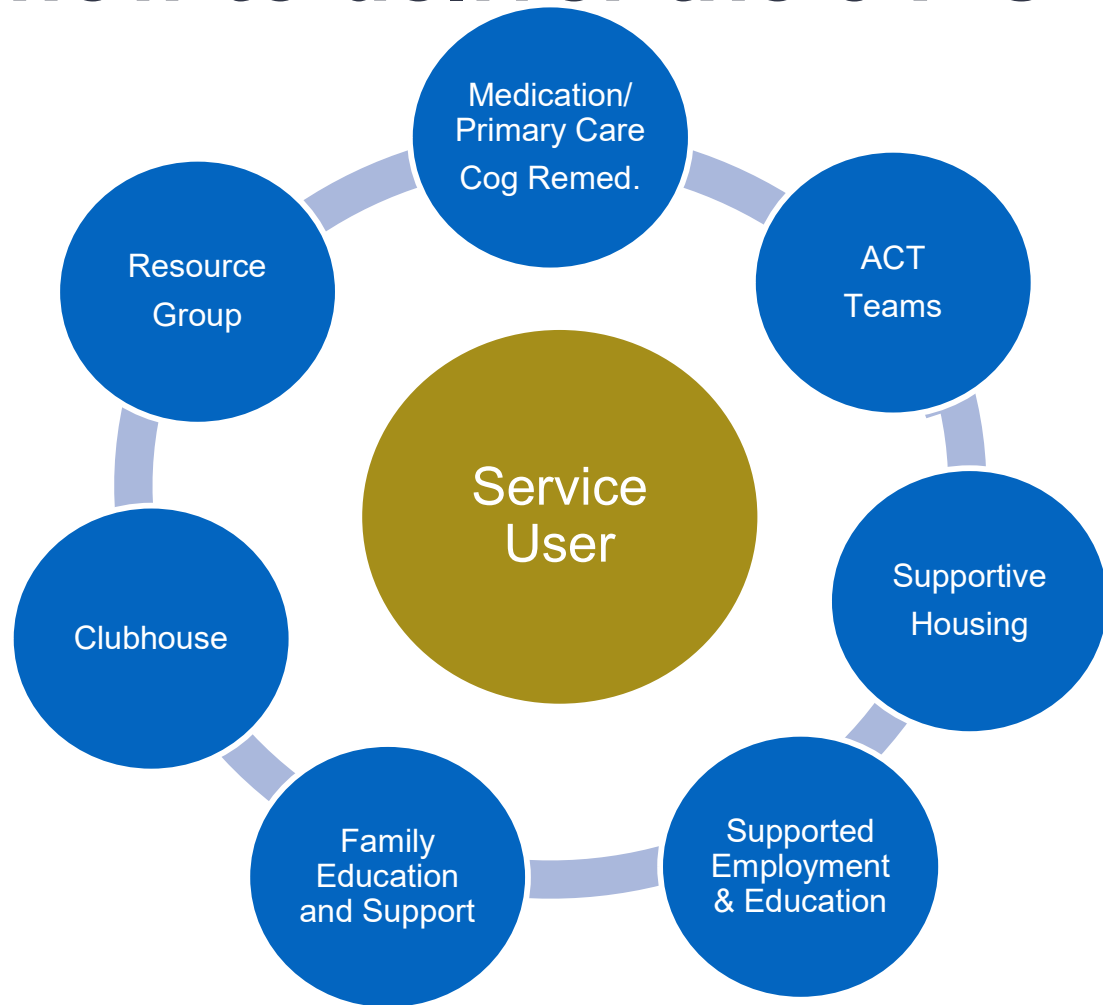 Medication/
Primary Care
Cog Remed.
ACT
Teams
Supportive
Housing
Supported
Employment
& Education
Family
Education
and Support
Clubhouse
Resource
Group
Service
User